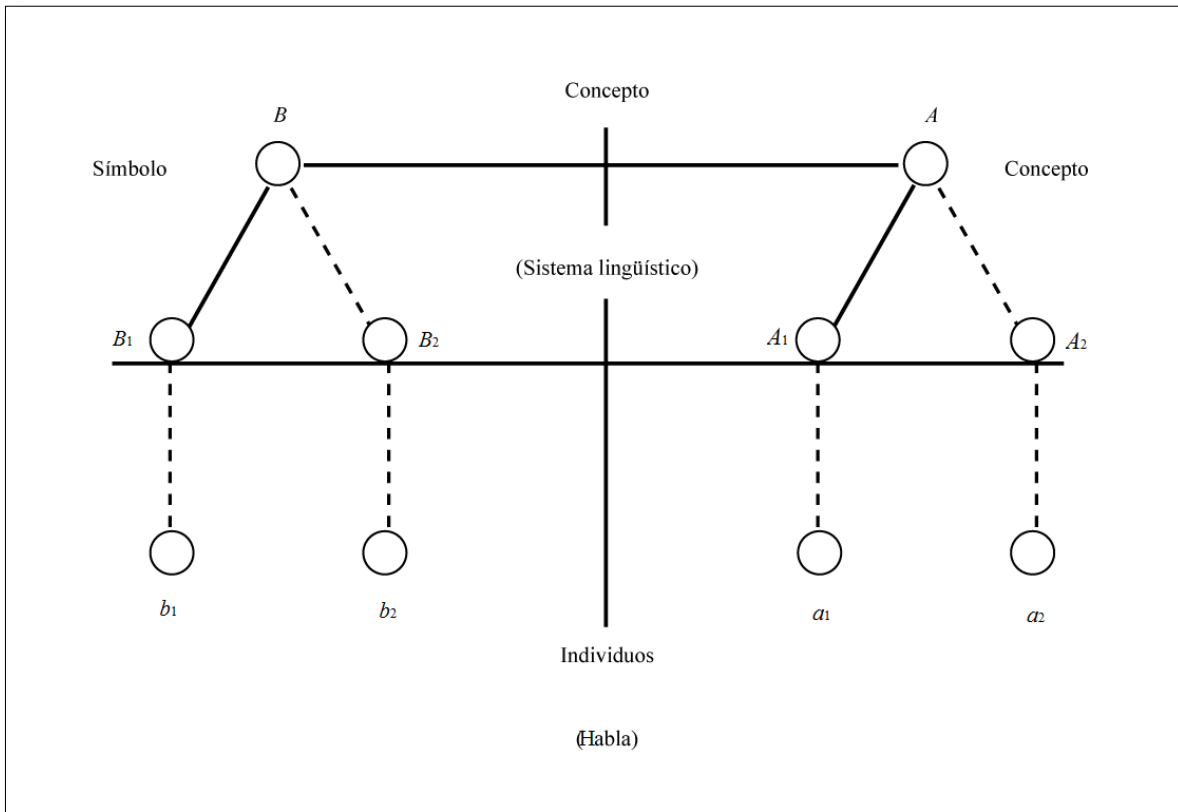 Concepto
B
A
Símbolo
Concepto
(Sistema lingüístico)
B1
B2
A1
A2
b1
b2
a1
a2
Individuos
(Habla)